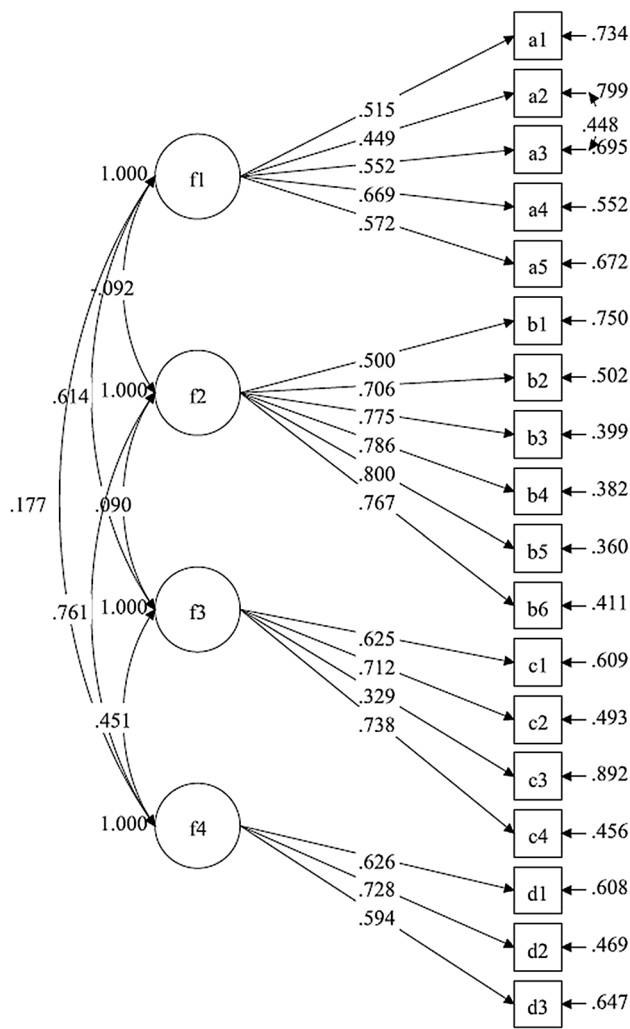 a1 .734
a2 .799
.515
.448
.449
a3 .695
.552
1.000 f1
.669
a4 .552
.572
a5 .672
-.092
b1 .750
.500
b2 .502
.706
.614 1.000 f2
.775
b3 .399
.786
.800
b4 .382
.177 .090 .767
b5 .360
b6 .411
.761 1.000 f3
.625
c1 .609
.712
.329
c2 .493
.451 .738
c3 .892
1.000 f4
c4 .456
.626
d1 .608
.728
.594
d2 .469
d3 .647